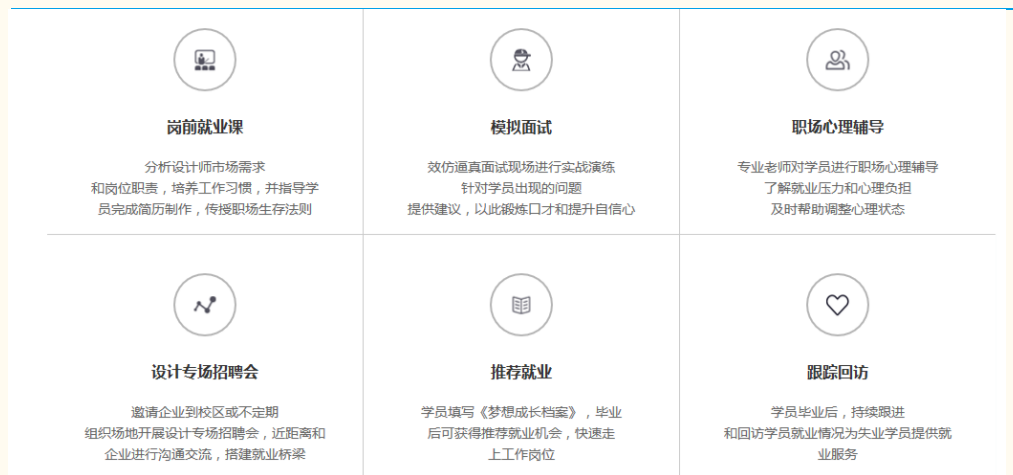 岗前就业课
分析设计师市场需求
和岗位职责，培养工作习惯，并指导学
员完成简历制作，传授职场生存法则
模拟面试
效仿逼真面试现场进行实战演练
针对学员出现的问题
提供建议，以此锻炼口才和提升自信心
职场心理辅导
专业老师对学员进行职场心理辅导
了解就业压力和心理负担
及时帮助调整心理状态
设计专场招聘会
邀请企业到校区或不定期
组织场地开展设计专场招聘会，近距离和
企业进行沟通交流，搭建就业桥梁
推荐就业
学员填写《梦想成长档案》，毕业
后可获得推荐就业机会，快速走
上工作岗位
跟踪回访
学员毕业后，持续跟进
和回访学员就业情况为失业学员提供就
业服务